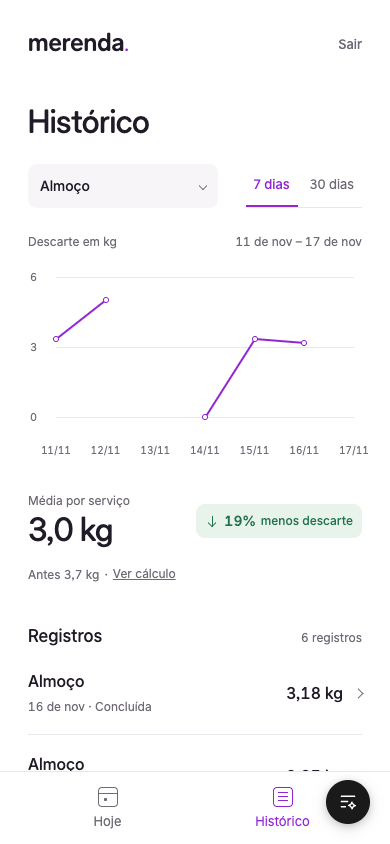 merenda.
Sair
Histórico
Almoço
7 dias
30 dias
Descarte em kg
11 de nov – 17 de nov
6
3
0
11/11 12/11 13/11 14/11 15/11 16/11 17/11
Média por serviço
3,0 kg
↓ 19% menos descarte
Antes 3,7 kg · Ver cálculo
Registros
6 registros
Almoço
3,18 kg
16 de nov · Concluída
Almoço
Hoje
Histórico